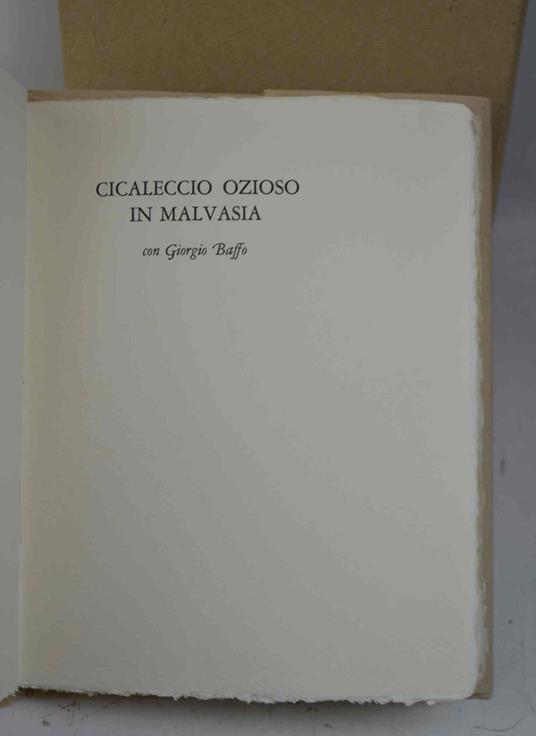 CICALECCIO OZIOSO
IN MALVASIA
con Giorgio Baffo